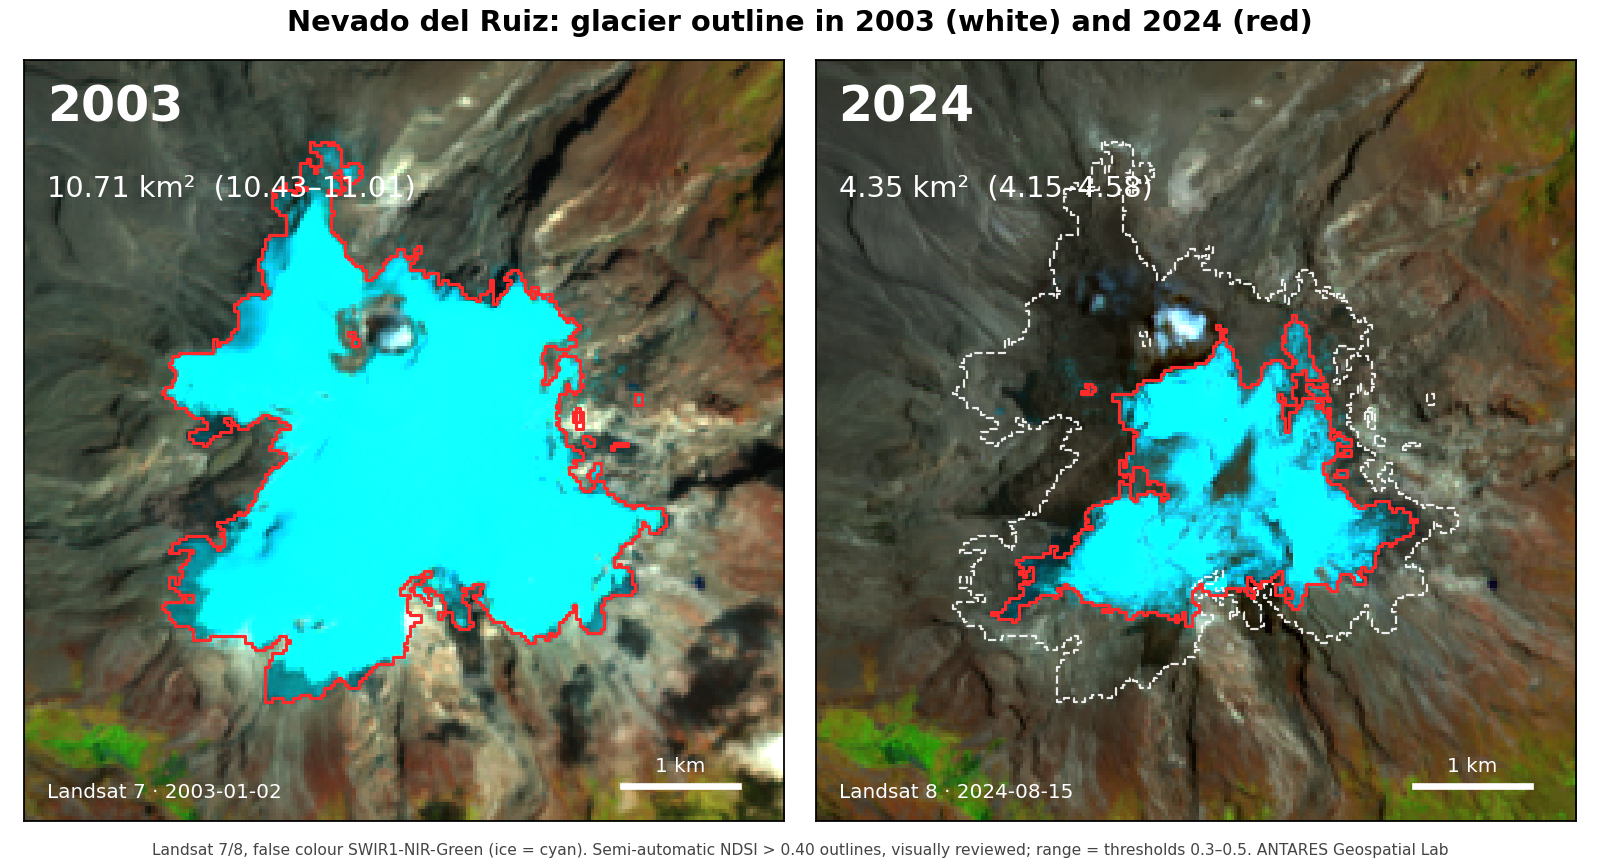 Nevado del Ruiz: glacier outline in 2003 (white) and 2024 (red)
2003
10.71 km² (10.43–11.01)
Landsat 7 · 2003-01-02
1 km
2024
4.35 km² (4.15–4.58)
Landsat 8 · 2024-08-15
1 km
Landsat 7/8, false colour SWIR1-NIR-Green (ice = cyan). Semi-automatic NDSI > 0.40 outlines, visually reviewed; range = thresholds 0.3–0.5. ANTARES Geospatial Lab